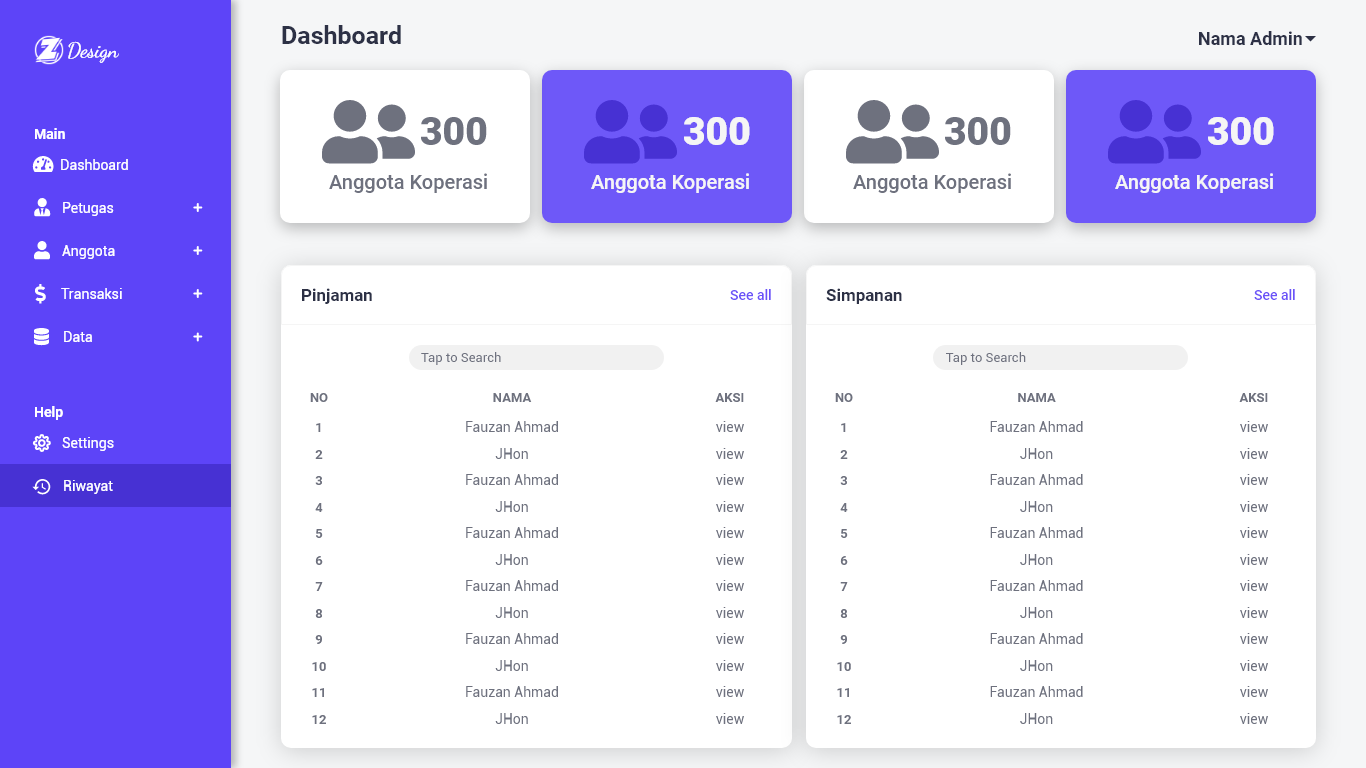 Z Design
Main
Dashboard
Petugas +
Anggota +
Transaksi +
Data +
Help
Settings
Riwayat
Dashboard
Nama Admin
300
Anggota Koperasi
300
Anggota Koperasi
300
Anggota Koperasi
300
Anggota Koperasi
Pinjaman See all
Tap to Search
NO NAMA AKSI
1 Fauzan Ahmad view
2 JHon view
3 Fauzan Ahmad view
4 JHon view
5 Fauzan Ahmad view
6 JHon view
7 Fauzan Ahmad view
8 JHon view
9 Fauzan Ahmad view
10 JHon view
11 Fauzan Ahmad view
12 JHon view
Simpanan See all
Tap to Search
NO NAMA AKSI
1 Fauzan Ahmad view
2 JHon view
3 Fauzan Ahmad view
4 JHon view
5 Fauzan Ahmad view
6 JHon view
7 Fauzan Ahmad view
8 JHon view
9 Fauzan Ahmad view
10 JHon view
11 Fauzan Ahmad view
12 JHon view